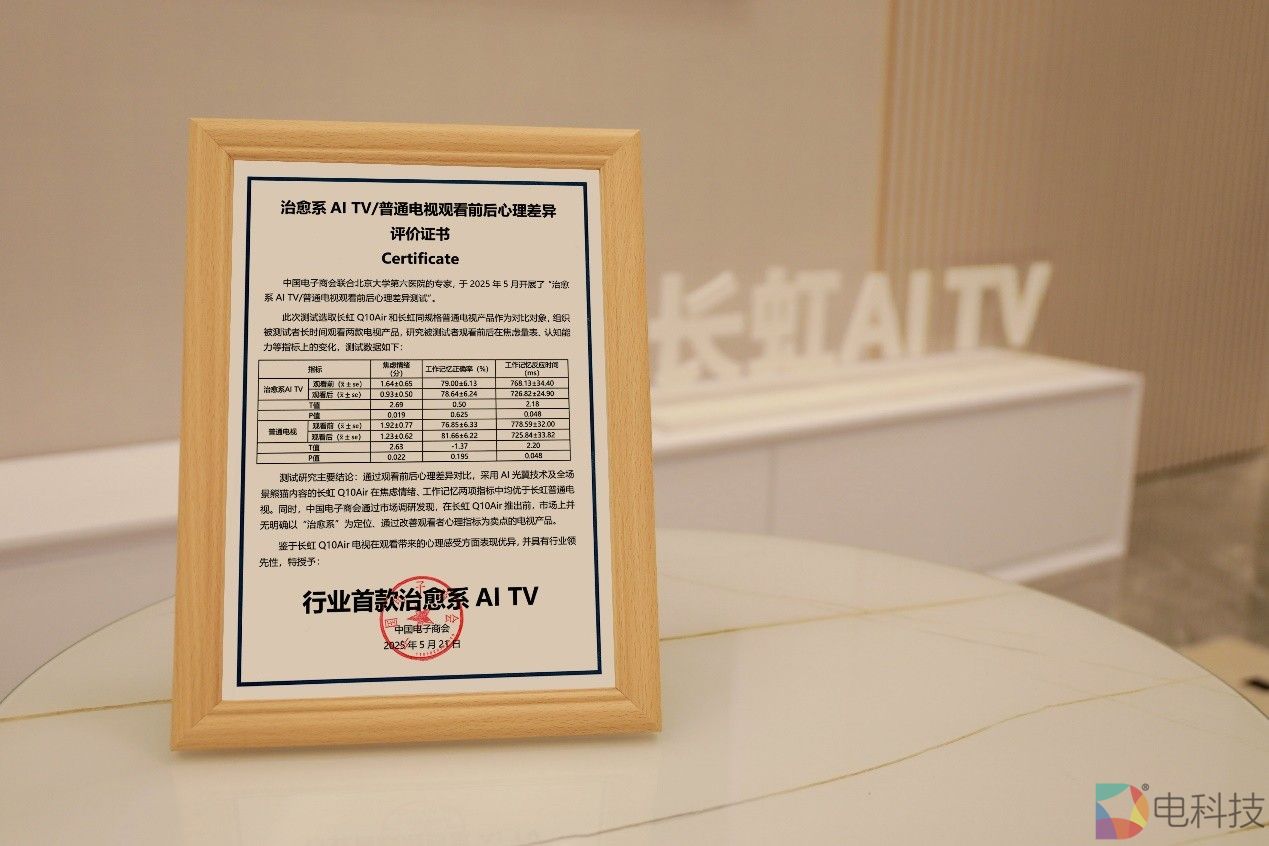 治愈系 AI TV/普通电视观看前后心理差异
评价证书
Certificate
中国电子商会联合北京大学第六医院的专家，于 2025 年 5 月开展了“治愈
系 AI TV/普通电视观看前后心理差异测试”。
此次测试选取长虹 Q10Air 和长虹同规格普通电视产品作为对比对象，组织
被测试者长时间观看两款电视产品，研究被测试者观看前后在焦虑量表、认知能
力等指标上的变化，测试数据如下：
指标 焦虑情绪（分） 工作记忆正确率（%） 工作记忆反应时间（ms）
治愈系AI TV 观看前（x̄±se） 1.64±0.65 79.00±6.13 768.13±34.40
观看后（x̄±se） 0.93±0.50 78.64±6.24 726.82±24.90
T值 2.69 0.50 2.18
P值 0.019 0.625 0.048
普通电视 观看前（x̄±se） 1.92±0.77 76.85±6.33 778.59±32.00
观看后（x̄±se） 1.23±0.62 81.66±6.22 725.84±33.82
T值 2.63 -1.37 2.20
P值 0.022 0.195 0.048
测试研究主要结论：通过观看前后心理差异对比，采用 AI 光翼技术及全场
景熊猫内容的长虹 Q10Air 在焦虑情绪、工作记忆两项指标中均优于长虹普通电
视。同时，中国电子商会通过市场调研发现，在长虹 Q10Air 推出前，市场上并
无明确以“治愈系”为定位、通过改善观看者心理指标为卖点的电视产品。
鉴于长虹 Q10Air 电视在观看带来的心理感受方面表现优异，并具有行业领
先性，特授予：
行业首款治愈系 AI TV
中国电子商会
2025 年 5 月 21 日
长虹AI TV
电科技
®